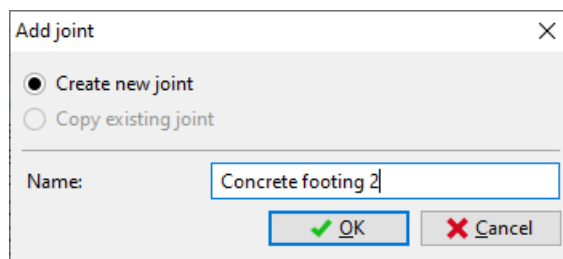 Add joint
Create new joint
Copy existing joint
Name: Concrete footing 2
OK Cancel